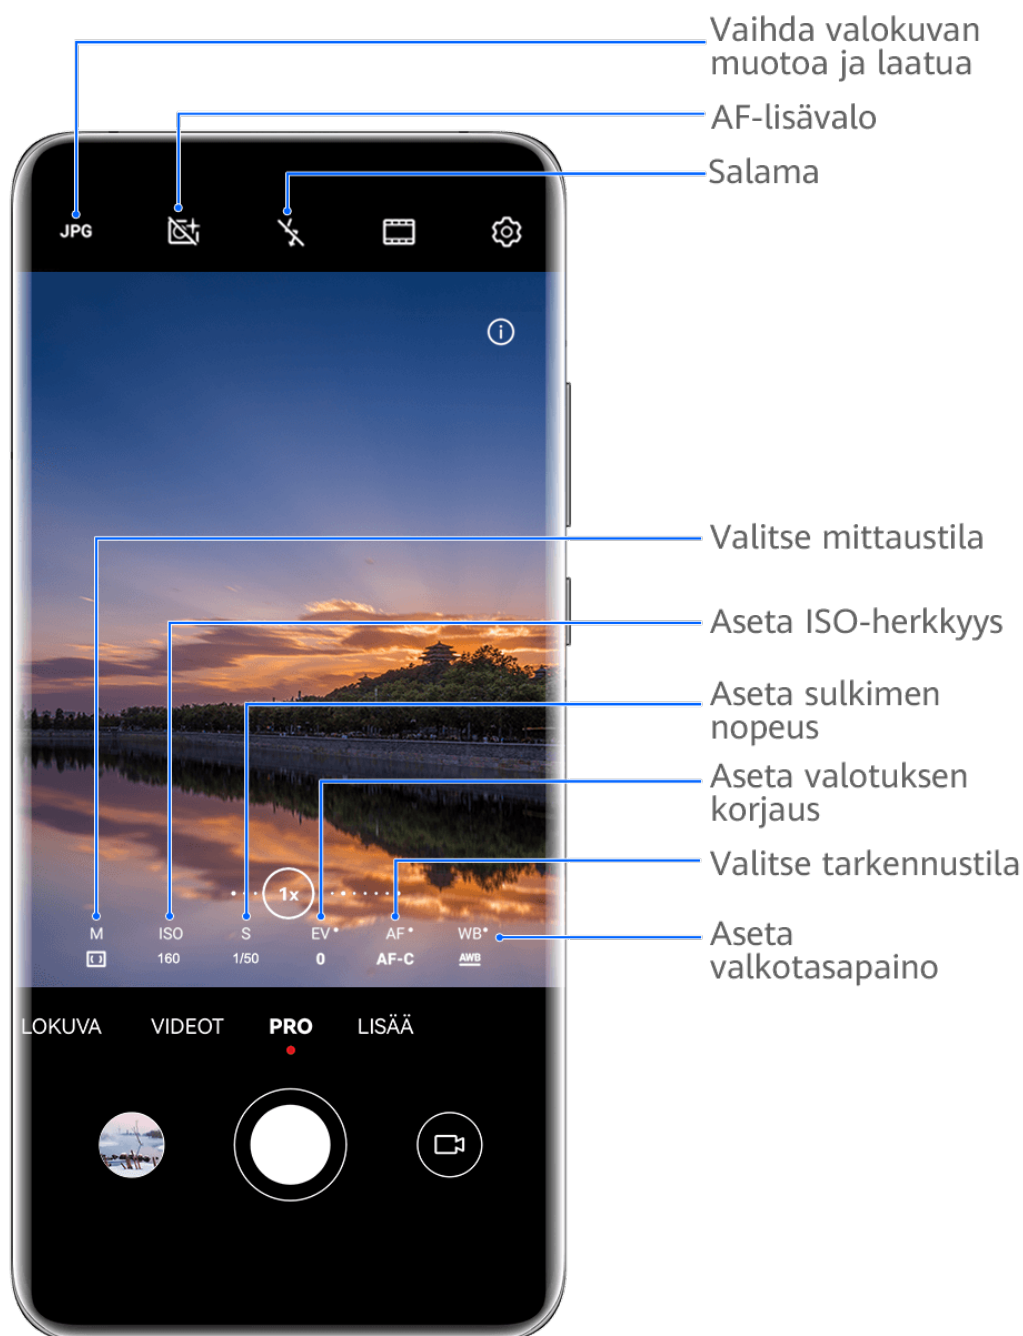 Vaihda valokuvan
muotoa ja laatua
AF-lisävalo
Salama
JPG
Valitse mittaustila
Aseta ISO-herkkyys
Aseta sulkimen
nopeus
Aseta valotuksen
korjaus
Valitse tarkennustila
Aseta
valkotasapaino
1x
M ISO S EV AF WB
160 1/50 0 AF-C AWB
LOKUVA VIDEOT PRO LISÄÄ